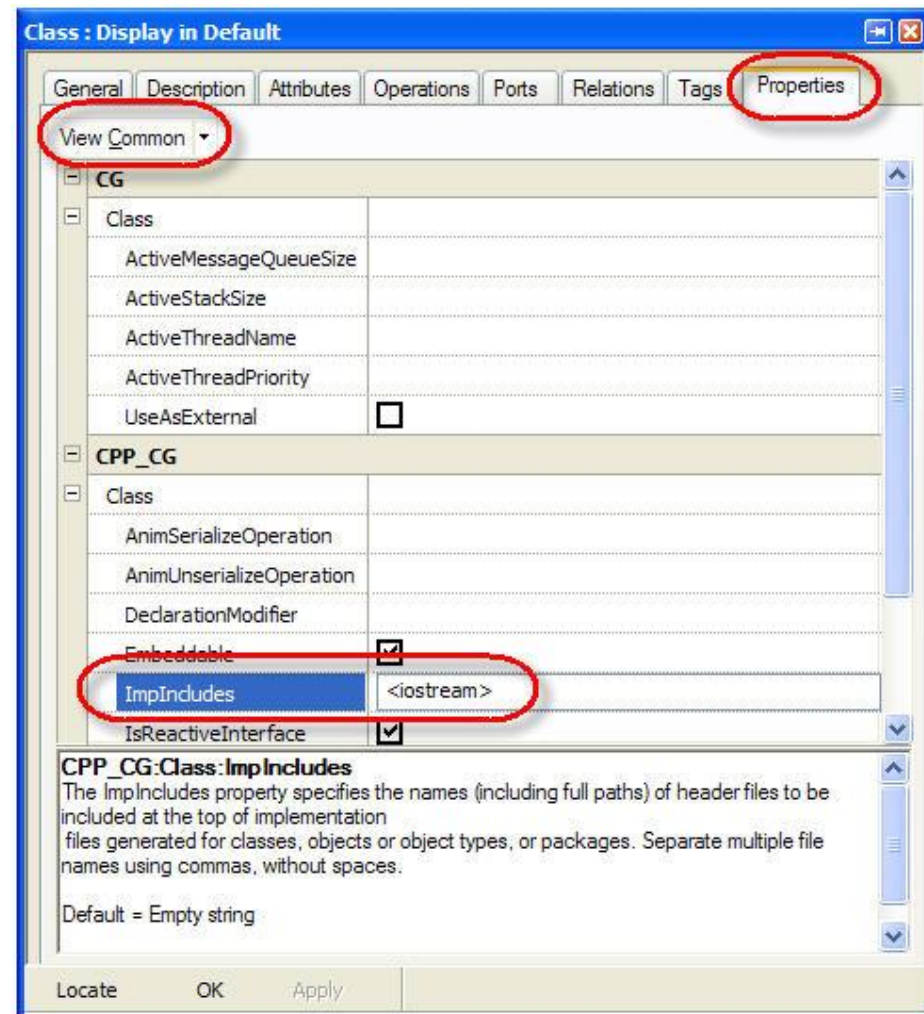 Class : Display in Default
General Description Attributes Operations Ports Relations Tags Properties
View Common
CG
Class
ActiveMessageQueueSize
ActiveStackSize
ActiveThreadName
ActiveThreadPriority
UseAsExternal
CPP_CG
Class
AnimSerializeOperation
AnimUnserializeOperation
DeclarationModifier
Embeddable
ImpIncludes <iostream>
IsReactiveInterface
CPP_CG:Class:ImpIncludes
The ImpIncludes property specifies the names (including full paths) of header files to be
included at the top of implementation
files generated for classes, objects or object types, or packages. Separate multiple file
names using commas, without spaces.
Default = Empty string
Locate OK Apply